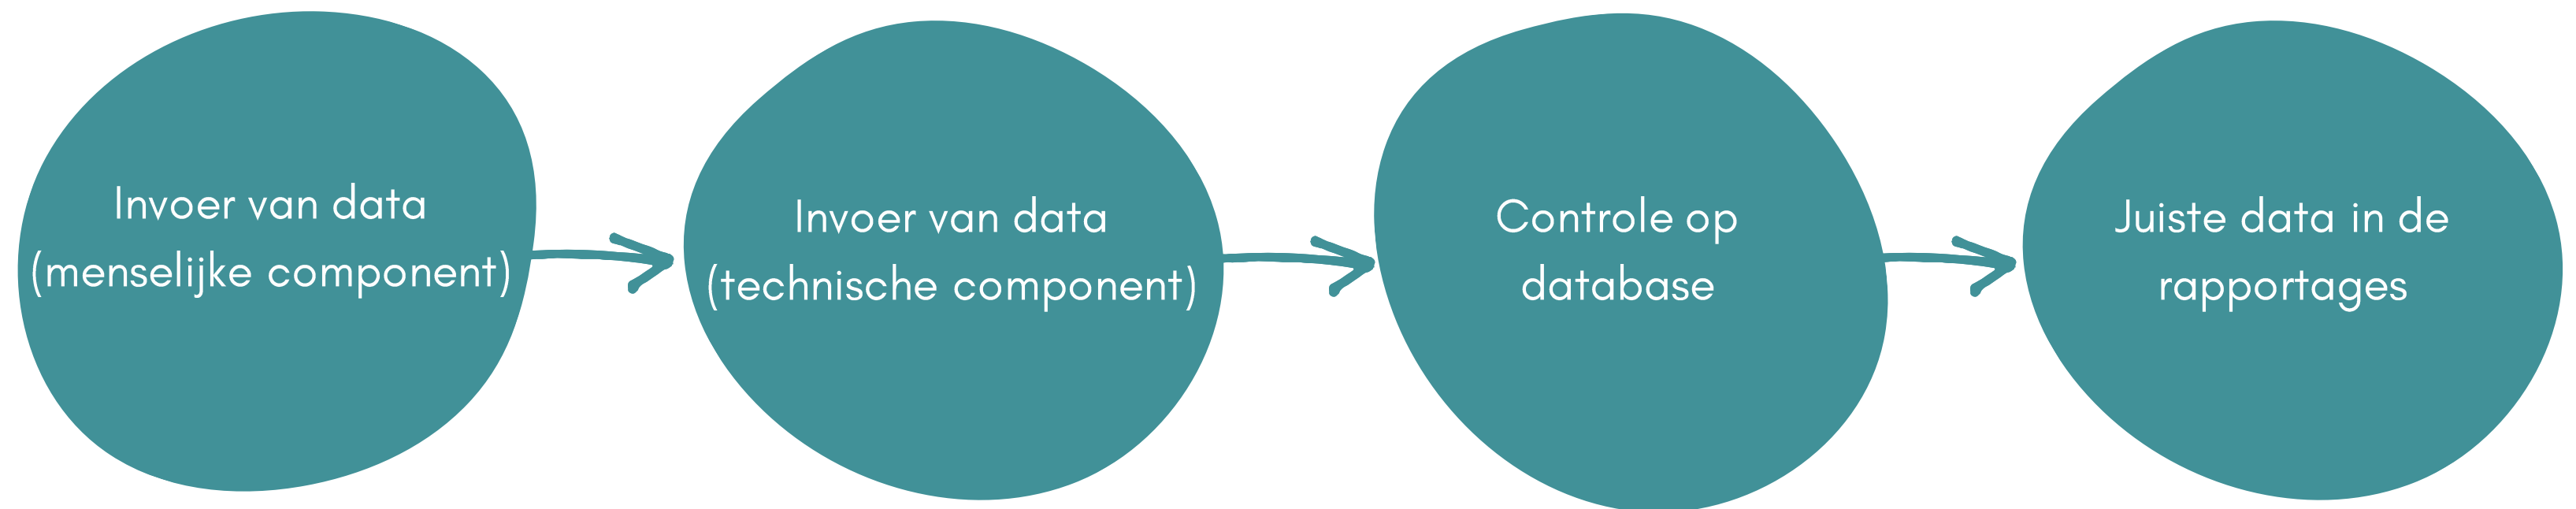 Invoer van data
(menselijke component)
Invoer van data
(technische component)
Controle op
database
Juiste data in de
rapportages